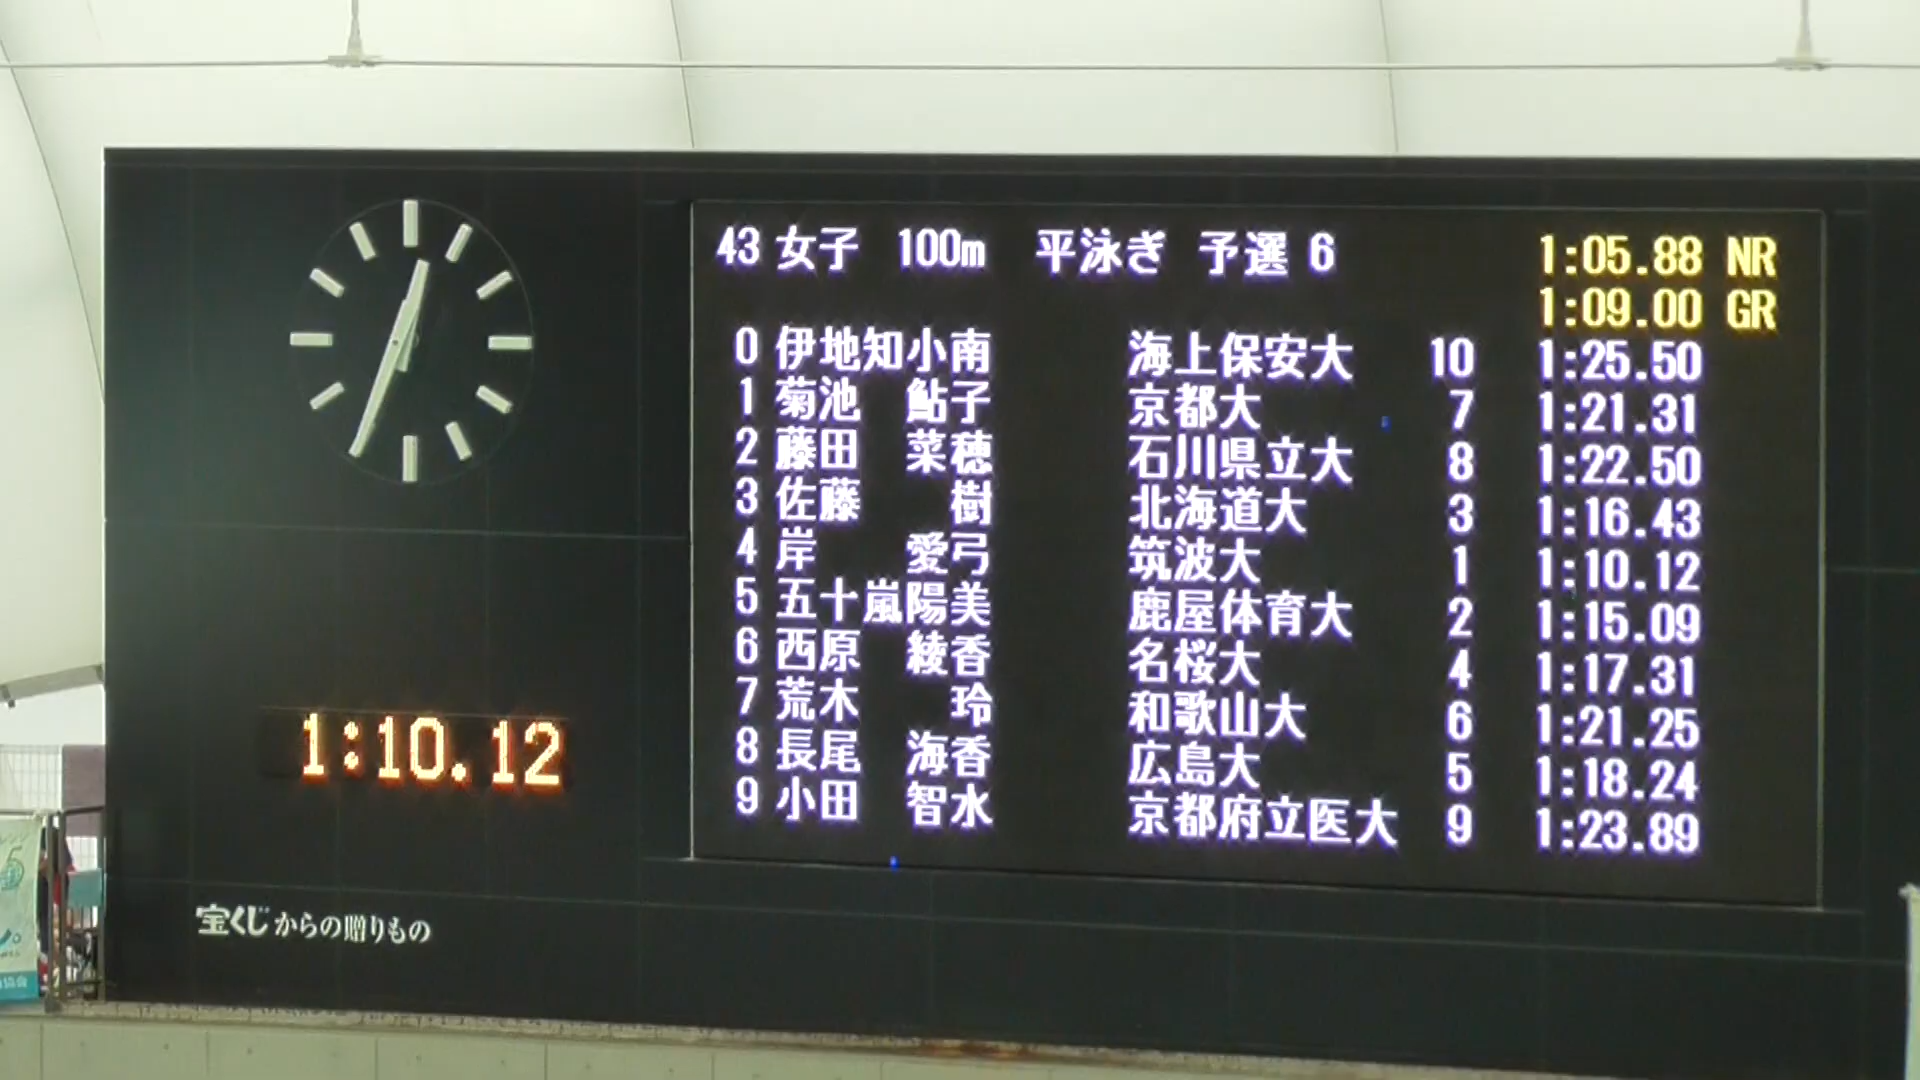 43 女子 100m 平泳ぎ 予選 6 1:05.88 NR
1:09.00 GR
0 伊地知小南 海上保安大 10 1:25.50
1 菊池 鮎子 京都大 7 1:21.31
2 藤田 菜穂 石川県立大 8 1:22.50
3 佐藤 樹 北海道大 3 1:16.43
4 岸 愛弓 筑波大 1 1:10.12
5 五十嵐陽美 鹿屋体育大 2 1:15.09
6 西原 綾香 名桜大 4 1:17.31
7 荒木 玲 和歌山大 6 1:21.25
8 長尾 海香 広島大 5 1:18.24
9 小田 智水 京都府立医大 9 1:23.89
1:10.12
宝くじからの贈りもの